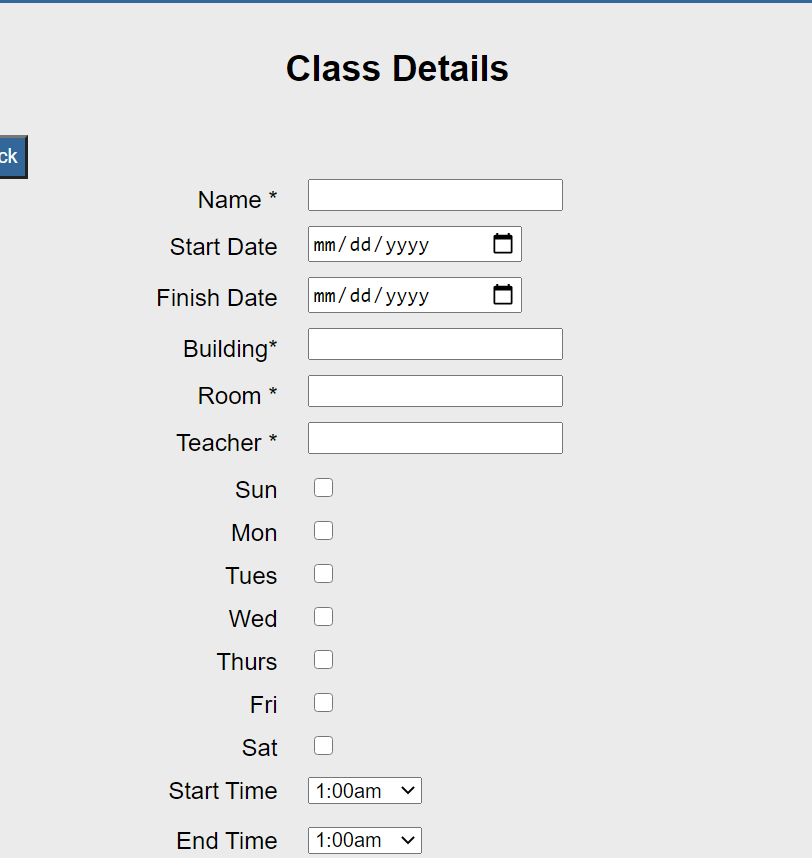 Class Details
ck
Name *
Start Date mm/dd/yyyy
Finish Date mm/dd/yyyy
Building*
Room *
Teacher *
Sun
Mon
Tues
Wed
Thurs
Fri
Sat
Start Time 1:00am
End Time 1:00am